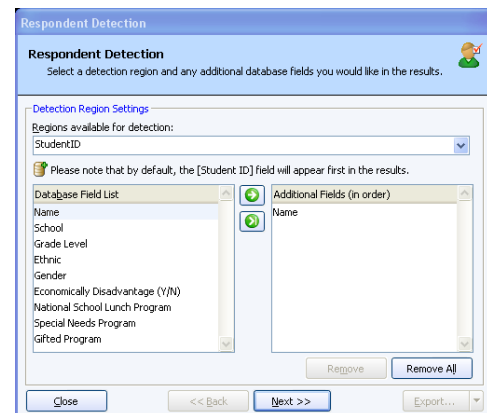 Respondent Detection
Respondent Detection
Select a detection region and any additional database fields you would like in the results.
Detection Region Settings
Regions available for detection:
StudentID
Please note that by default, the [Student ID] field will appear first in the results.
Database Field List
Name
School
Grade Level
Ethnic
Gender
Economically Disadvantage (Y/N)
National School Lunch Program
Special Needs Program
Gifted Program
Additional Fields (in order)
Name
Remove
Remove All
Close
<< Back
Next >>
Export...